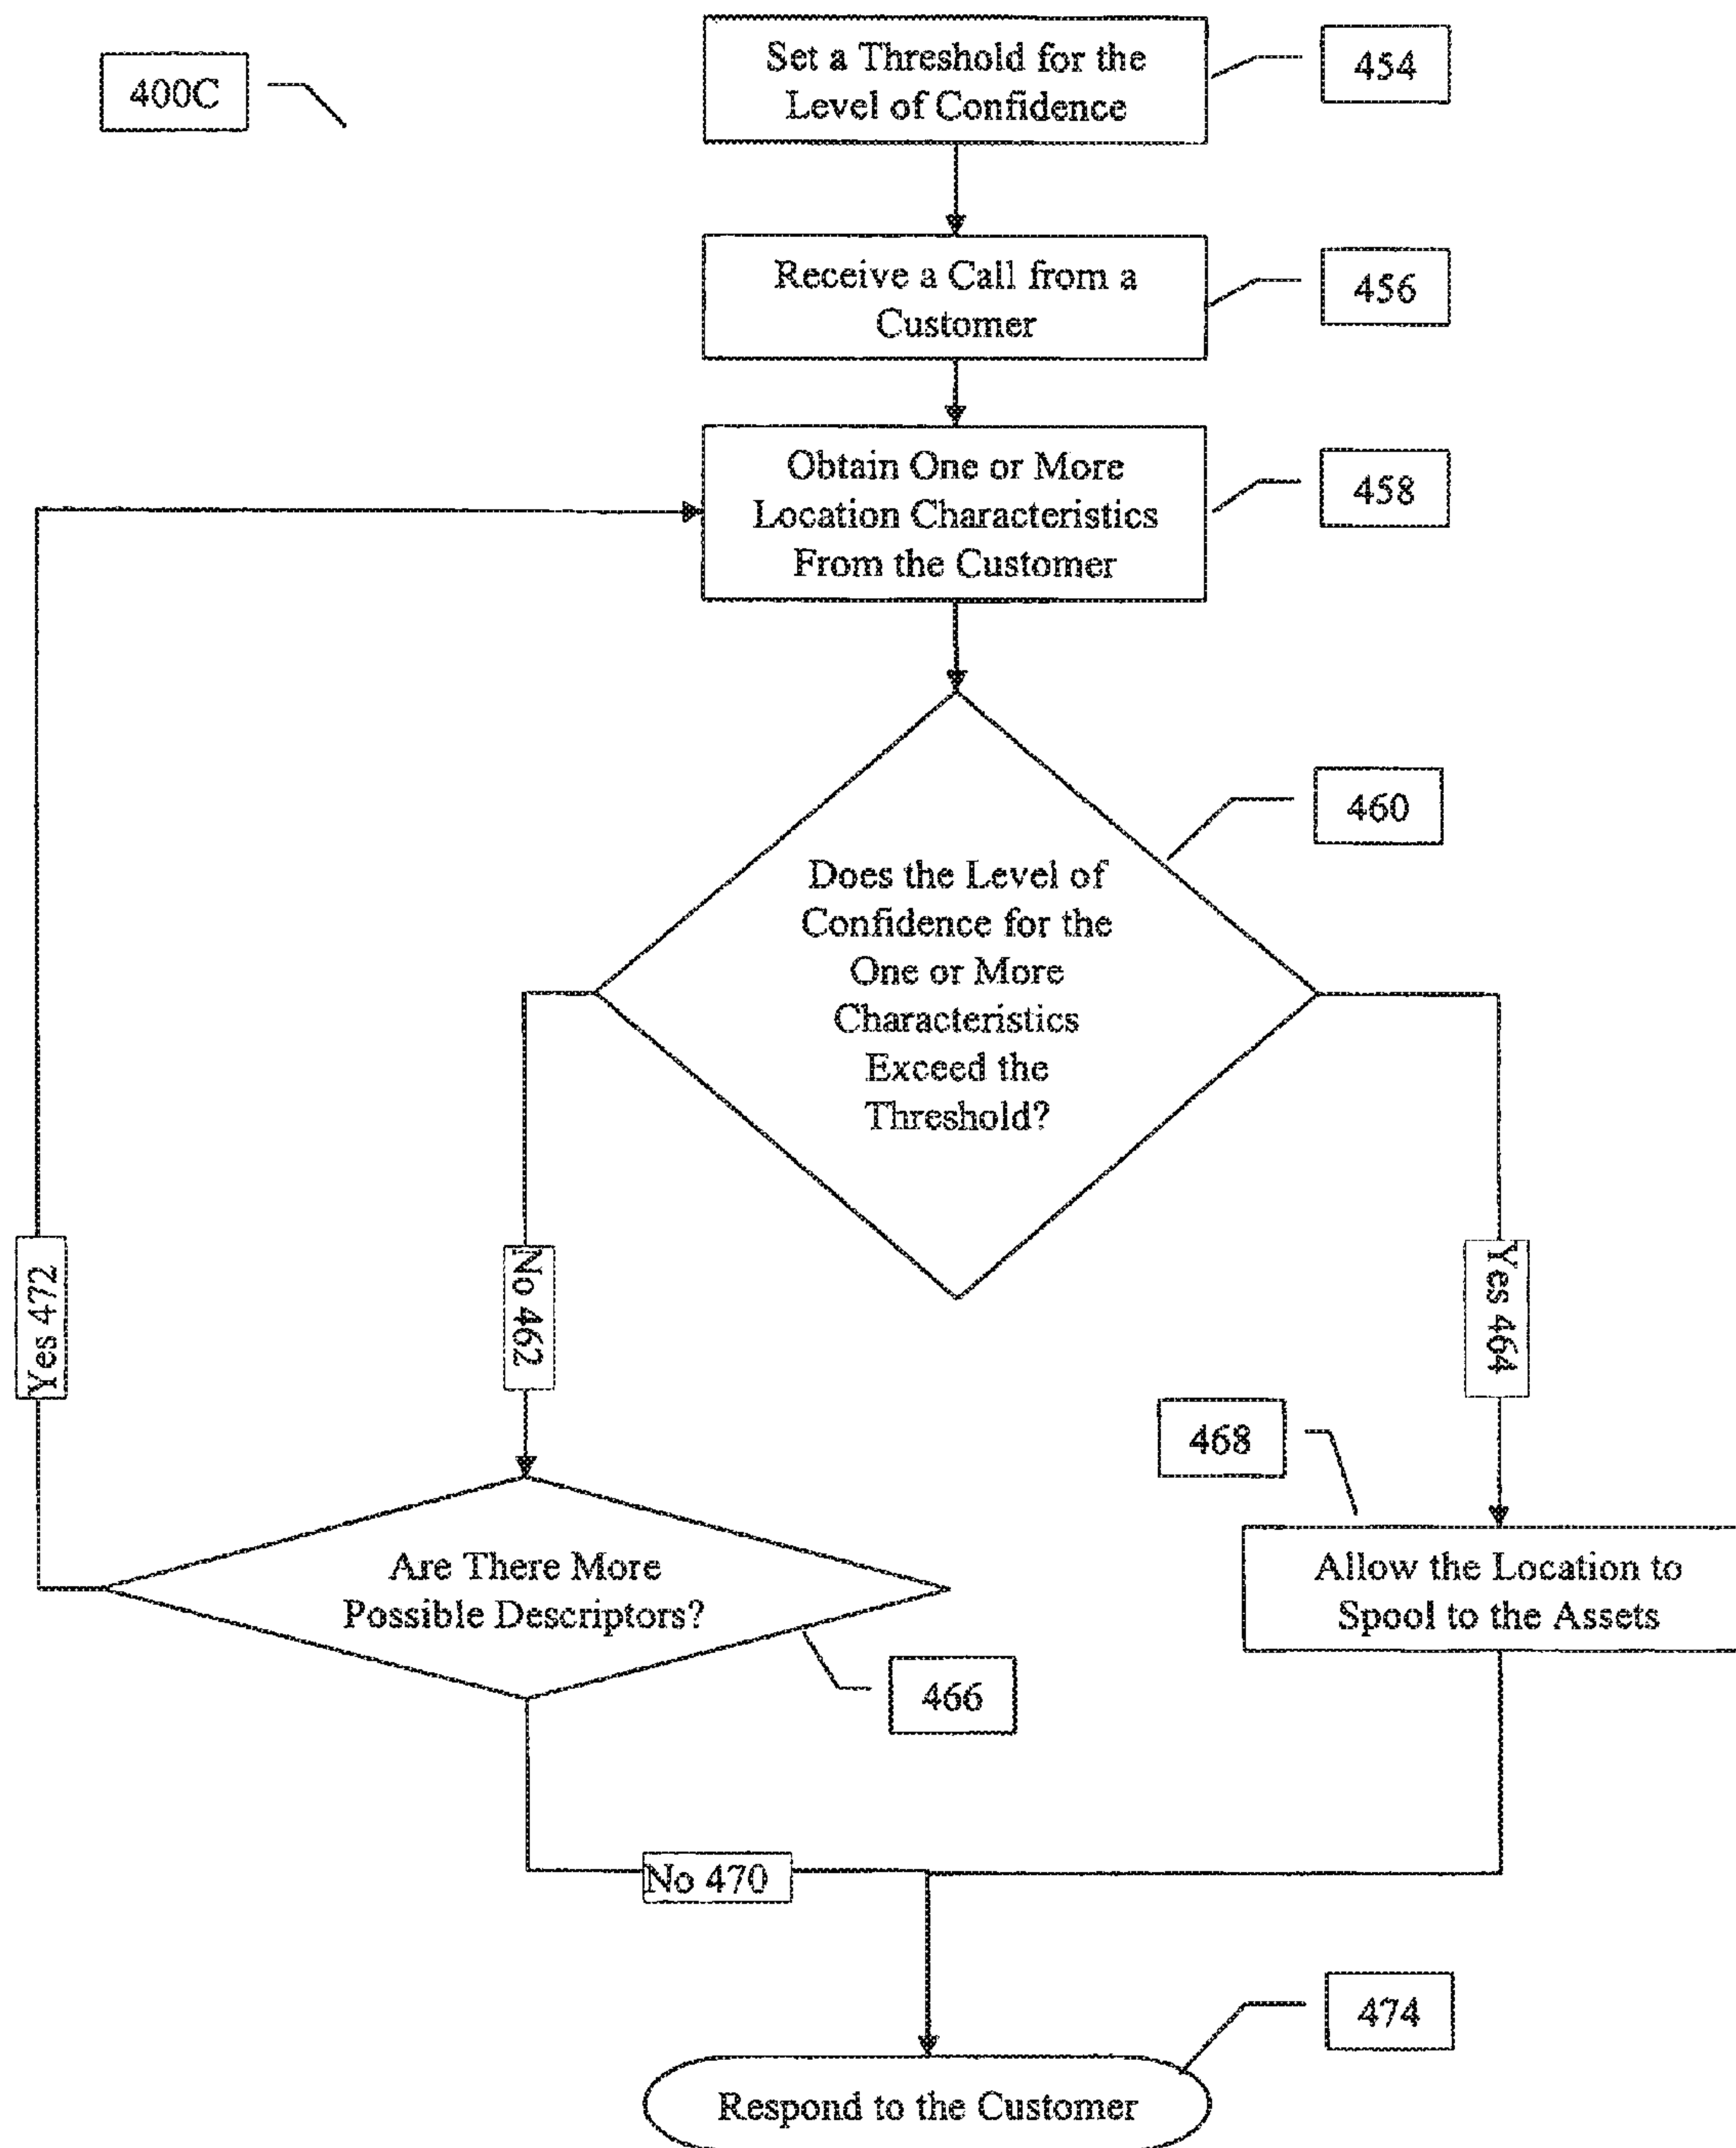 Set a Threshold for the
Level of Confidence
454
400C
Receive a Call from a
Customer
456
Obtain One or More
Location Characteristics
From the Customer
458
460
Does the Level of
Confidence for the
One or More
Characteristics
Exceed the
Threshold?
Yes 472
No 462
Yes 464
468
Are There More
Possible Descriptors?
Allow the Location to
Spool to the Assets
466
No 470
474
Respond to the Customer